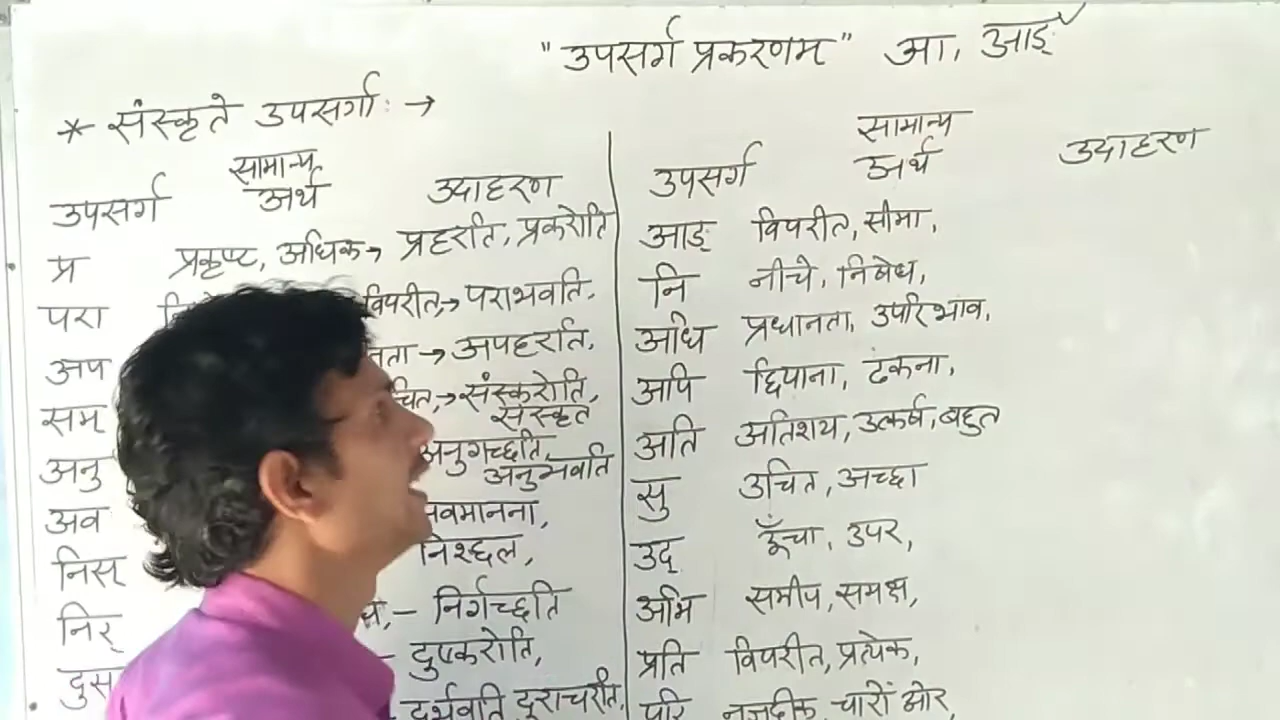 "उपसर्ग प्रकरणम" आ, आङ्
* संस्कृते उपसर्गाः →
उपसर्ग सामान्य अर्थ उदाहरण
प्र प्रकृष्ट, अधिक → प्रहरति, प्रकरोति
परा विपरीत, → पराभवति,
अप → अपहरति,
सम् → संस्करोति,
संस्कृत
अनु अनुगच्छति,
अनुभवति
अव
निस् निश्छल,
निर् – निर्गच्छति
दुस – दुष्करोति,
दुर्भवति, दुराचरति,
उपसर्ग सामान्य अर्थ उदाहरण
आङ् विपरीत, सीमा,
नि नीचे, निषेध,
अधि प्रधानता, उपरिभाव,
अपि छिपाना, ढंकना,
अति अतिशय, उत्कर्ष, बहुत
सु उचित, अच्छा
उद् ऊँचा, उपर,
अभि समीप, समक्ष,
प्रति विपरीत, प्रत्येक,
परि नजदीक, चारों ओर,